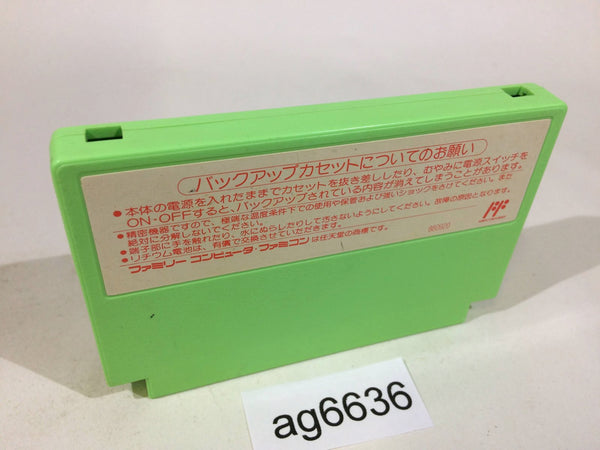 バックアップカセットについてのお願い
●本体の電源を入れたままでカセットを抜き差ししたり、むやみに電源スイッチを
ON・OFFすると、バックアップされている内容が消えてしまうことがあります。また
●精密機器ですので、極端な温度条件下での使用や保管および強いショックをさけてください。
絶対に分解しないでください。
●端子部に手を触れたり、水にぬらしたりして汚さないようにしてください。故障の原因となります。
●リチウム電池は、有償で交換させていただきます。
ファミリーコンピュータ・ファミコンは任天堂の商標です。
ag6636